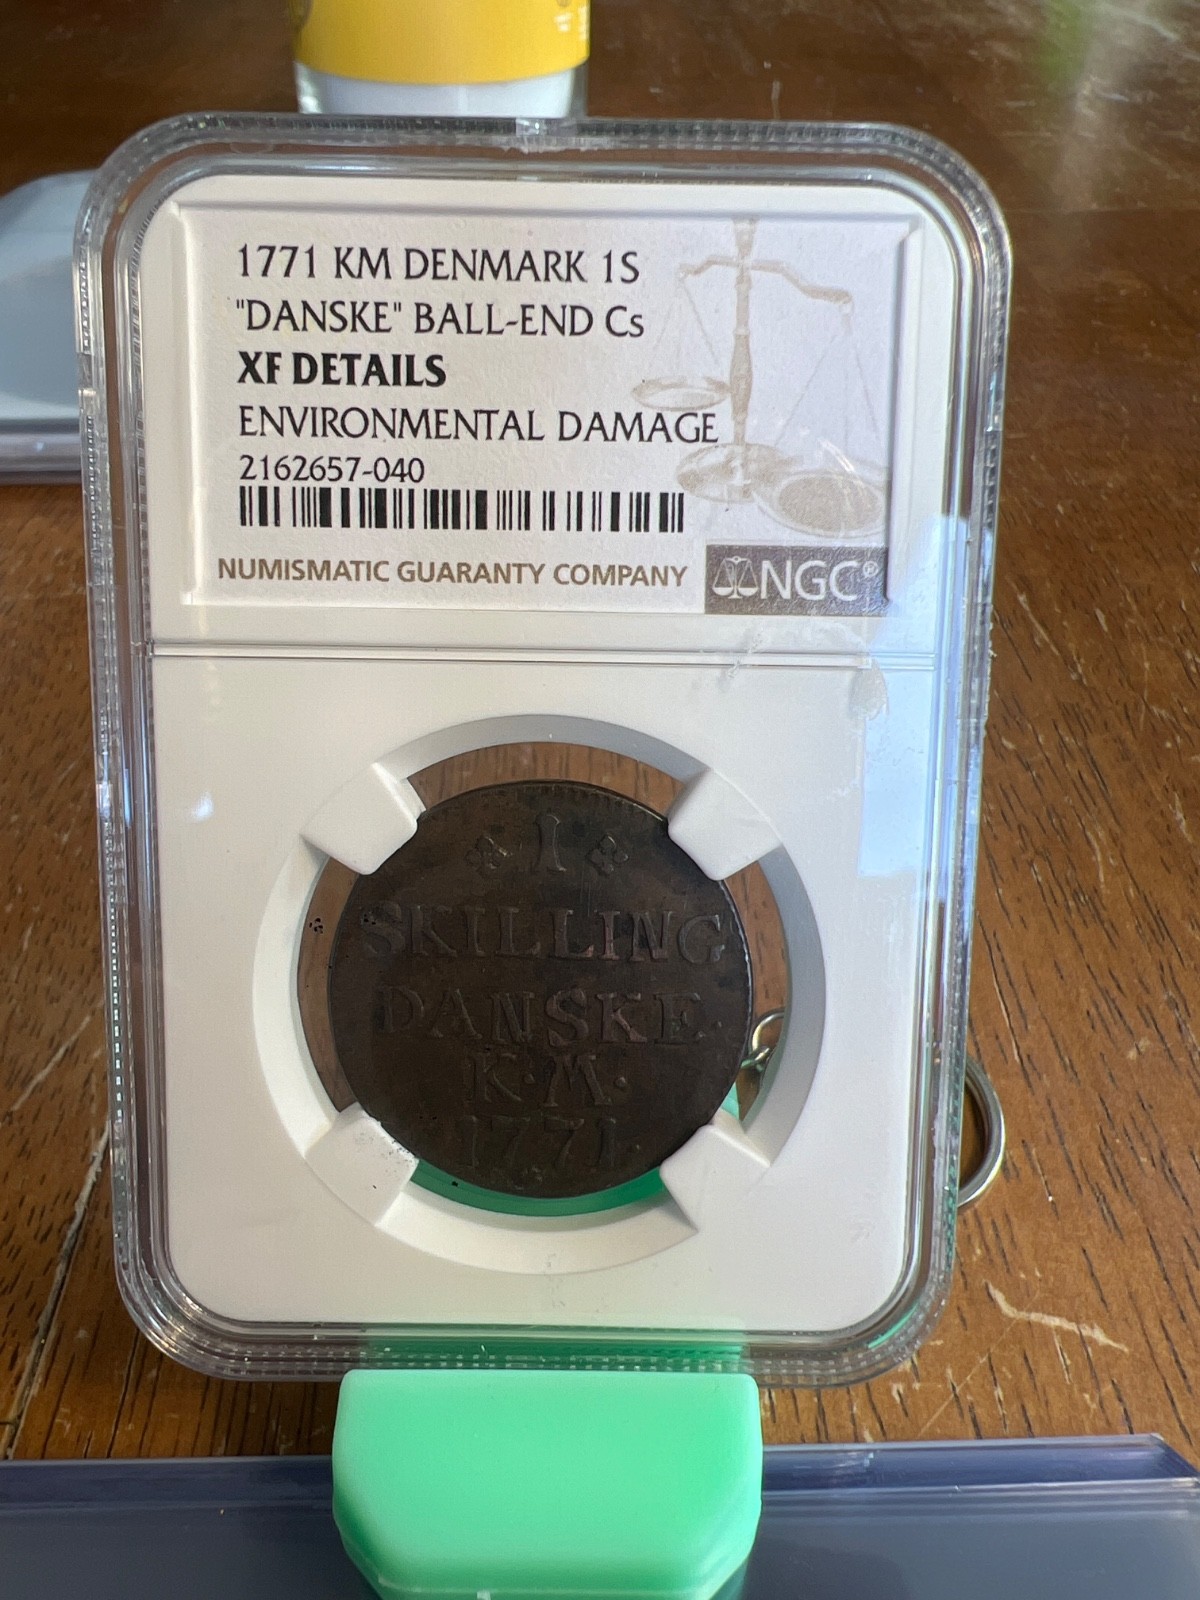 1771 KM DENMARK 1S
"DANSKE" BALL-END Cs
XF DETAILS
ENVIRONMENTAL DAMAGE
2162657-040
NUMISMATIC GUARANTY COMPANY
NGC®
1
SKILLING
DANSKE.
K·M·
1771·